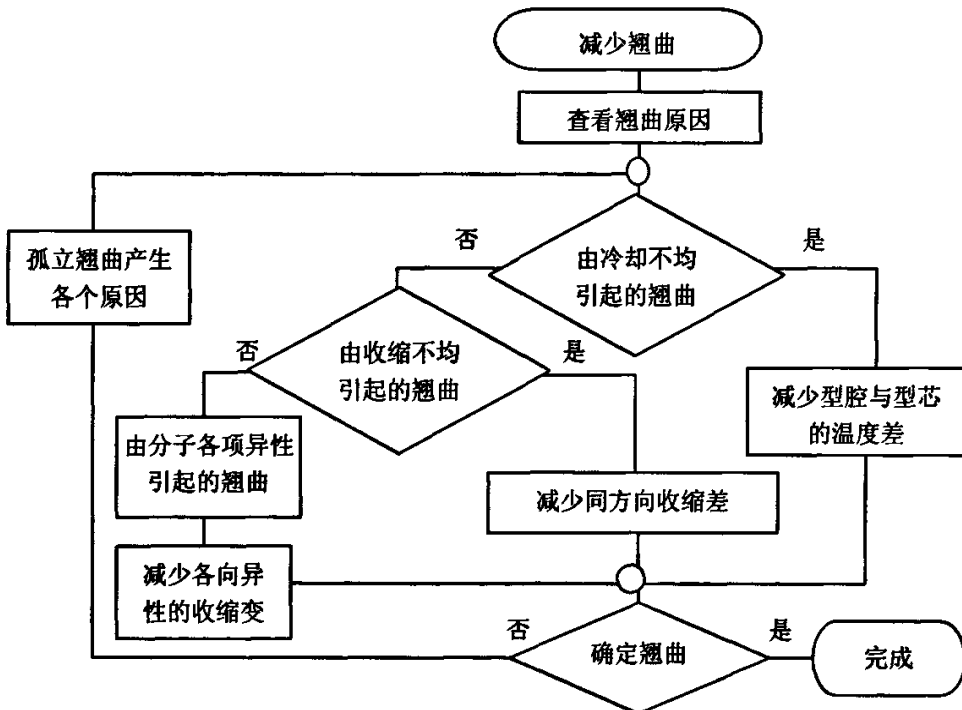 减少翘曲
查看翘曲原因
否
是
孤立翘曲产生
各个原因
由冷却不均
引起的翘曲
否
是
由收缩不均
引起的翘曲
减少型腔与型芯
的温度差
由分子各项异性
引起的翘曲
减少同方向收缩差
减少各向异
性的收缩变
否
是
确定翘曲
完成